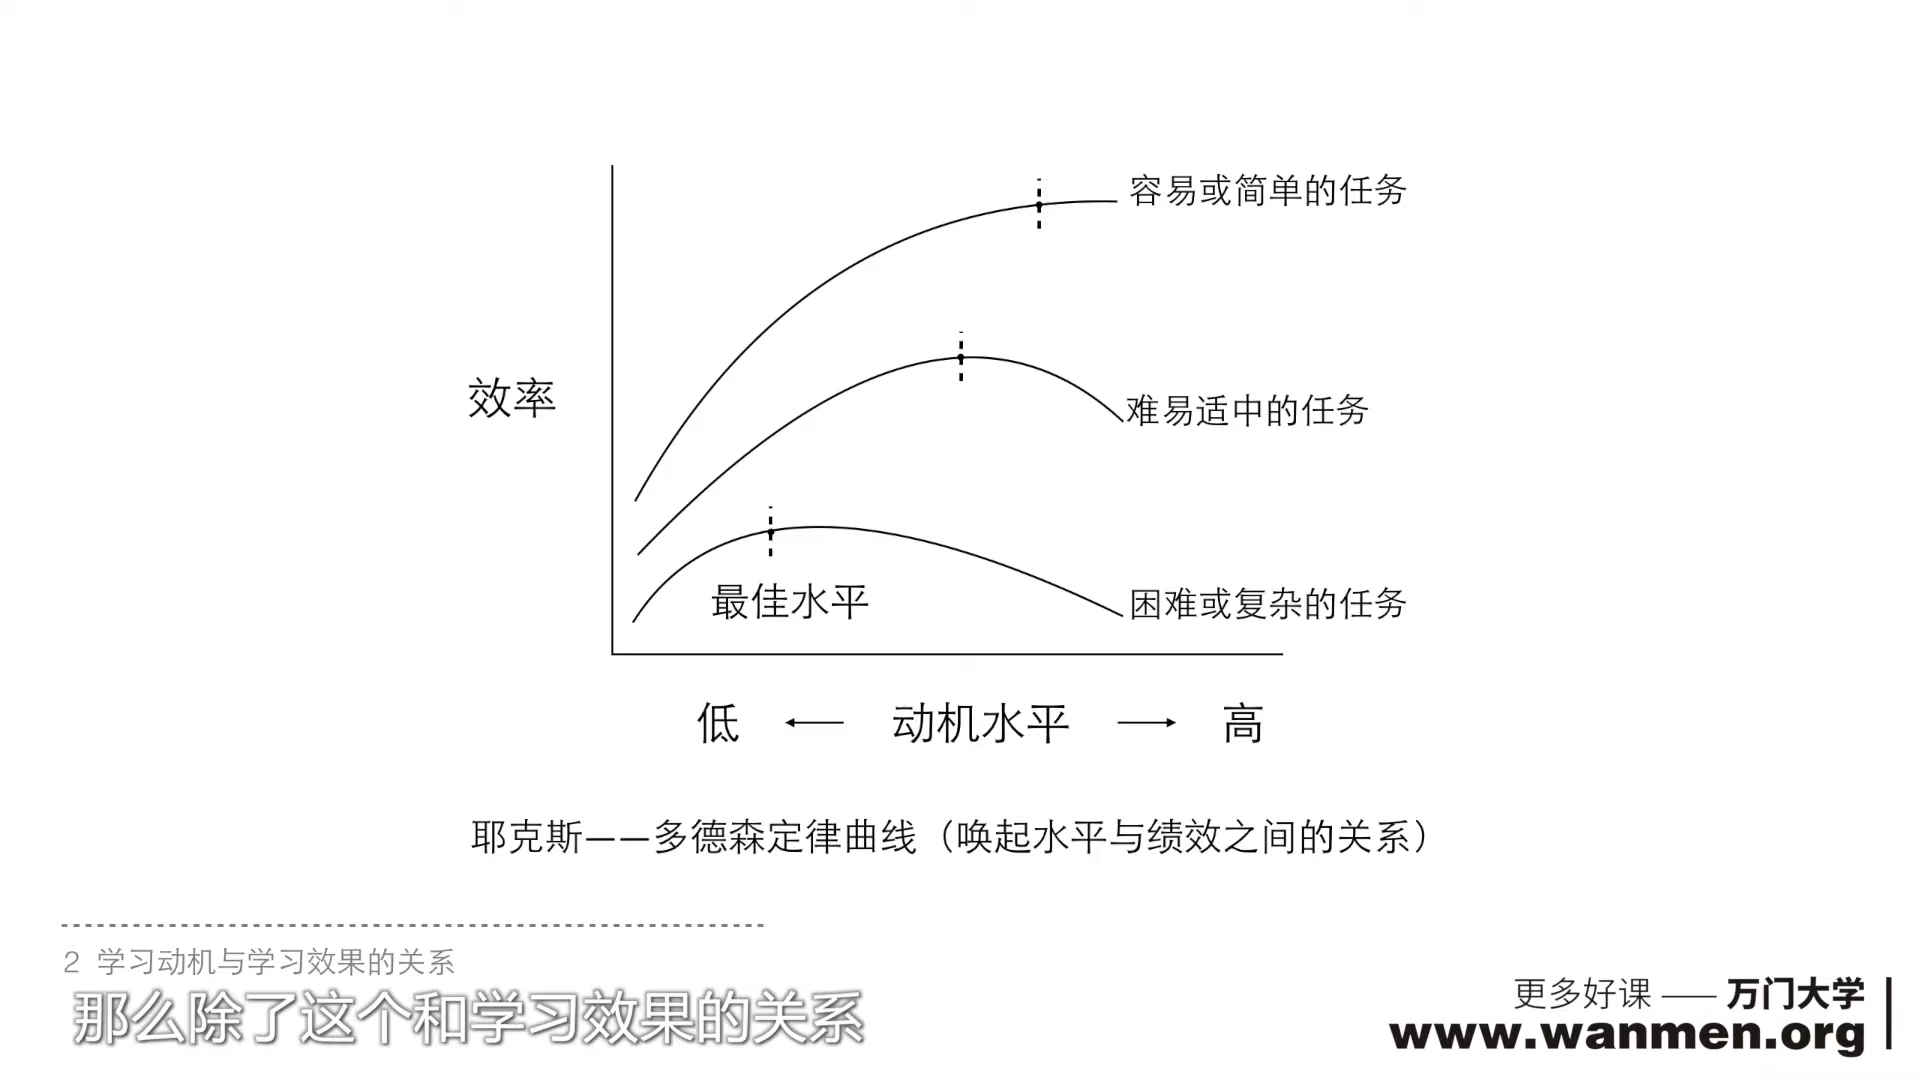 容易或简单的任务
效率
难易适中的任务
最佳水平
困难或复杂的任务
低 ← 动机水平 → 高
耶克斯——多德森定律曲线（唤起水平与绩效之间的关系）
2 学习动机与学习效果的关系
那么除了这个和学习效果的关系
更多好课 —— 万门大学
www.wanmen.org